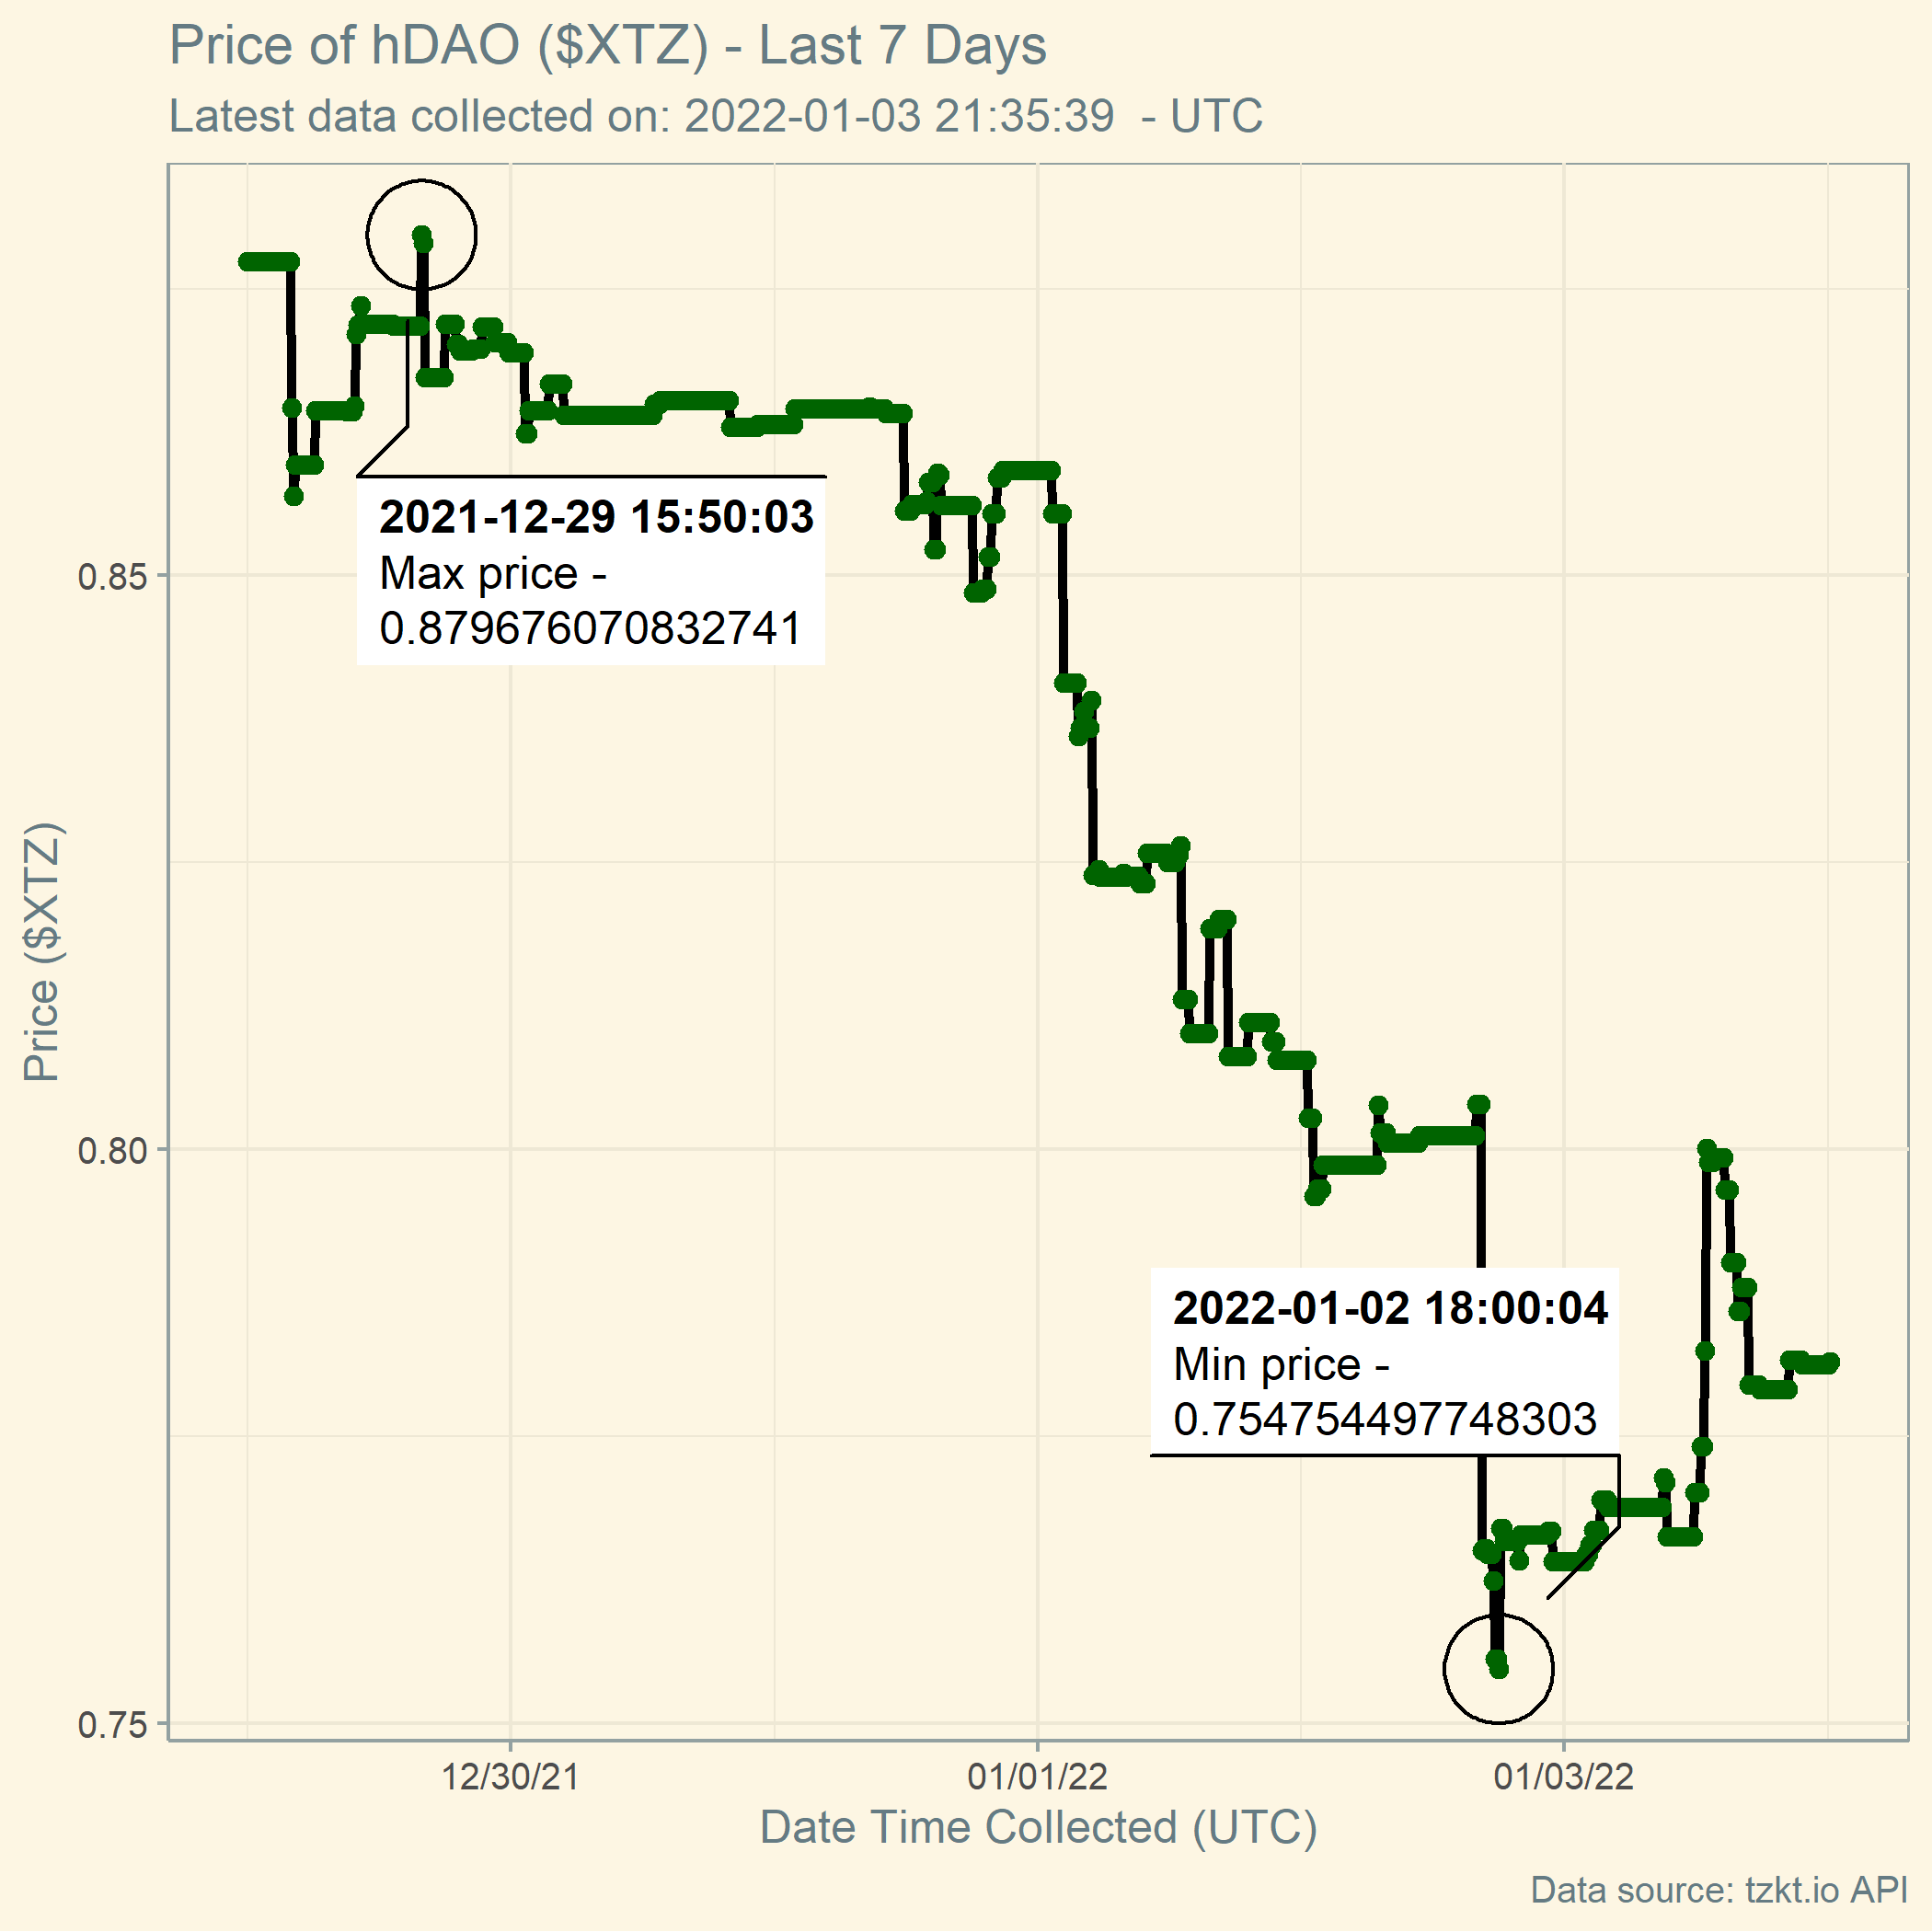 Price of hDAO ($XTZ) - Last 7 Days
Latest data collected on: 2022-01-03 21:35:39  - UTC
2021-12-29 15:50:03
Max price -
0.879676070832741
0.85
Price ($XTZ)
0.80
2022-01-02 18:00:04
Min price -
0.754754497748303
0.75
12/30/21
01/01/22
01/03/22
Date Time Collected (UTC)
Data source: tzkt.io API